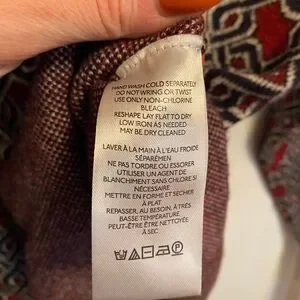 HAND WASH COLD SEPARATELY
DO NOT WRING OR TWIST
USE ONLY NON-CHLORINE
BLEACH
RESHAPE LAY FLAT TO DRY
LOW IRON AS NEEDED
MAY BE DRY CLEANED
LAVER À LA MAIN À L'EAU FROIDE
SÉPARÉMEN
NE PAS TORDRE OU ESSORER
UTILISER UN AGENT DE
BLANCHIMENT SANS CHLORE SI
NÉCESSAIRE
METTRE EN FORME ET SÉCHER
À PLAT
REPASSER, AU BESOIN, À TRÈS
BASSE TEMPÉRATURE
PEUT-ÊTRE ÊTRE NETTOYÉ
À SEC
P